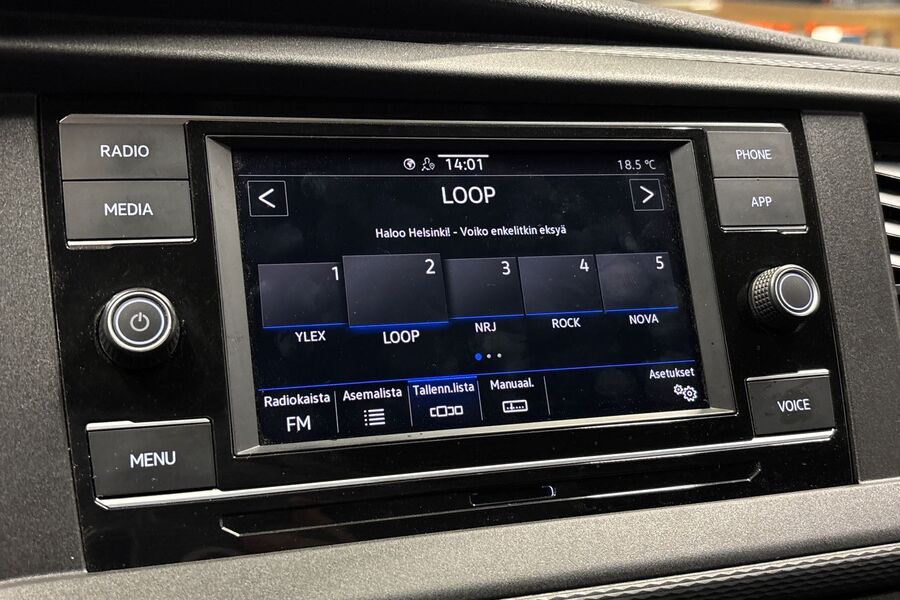 RADIO
MEDIA
MENU
14:01
18.5 °C
<
LOOP
>
Haloo Helsinki! - Voiko enkelitkin eksyä
1
2
3
4
5
YLEX
LOOP
NRJ
ROCK
NOVA
Radiokaista
FM
Asemalista
Tallenn.lista
Manuaal.
Asetukset
PHONE
APP
VOICE